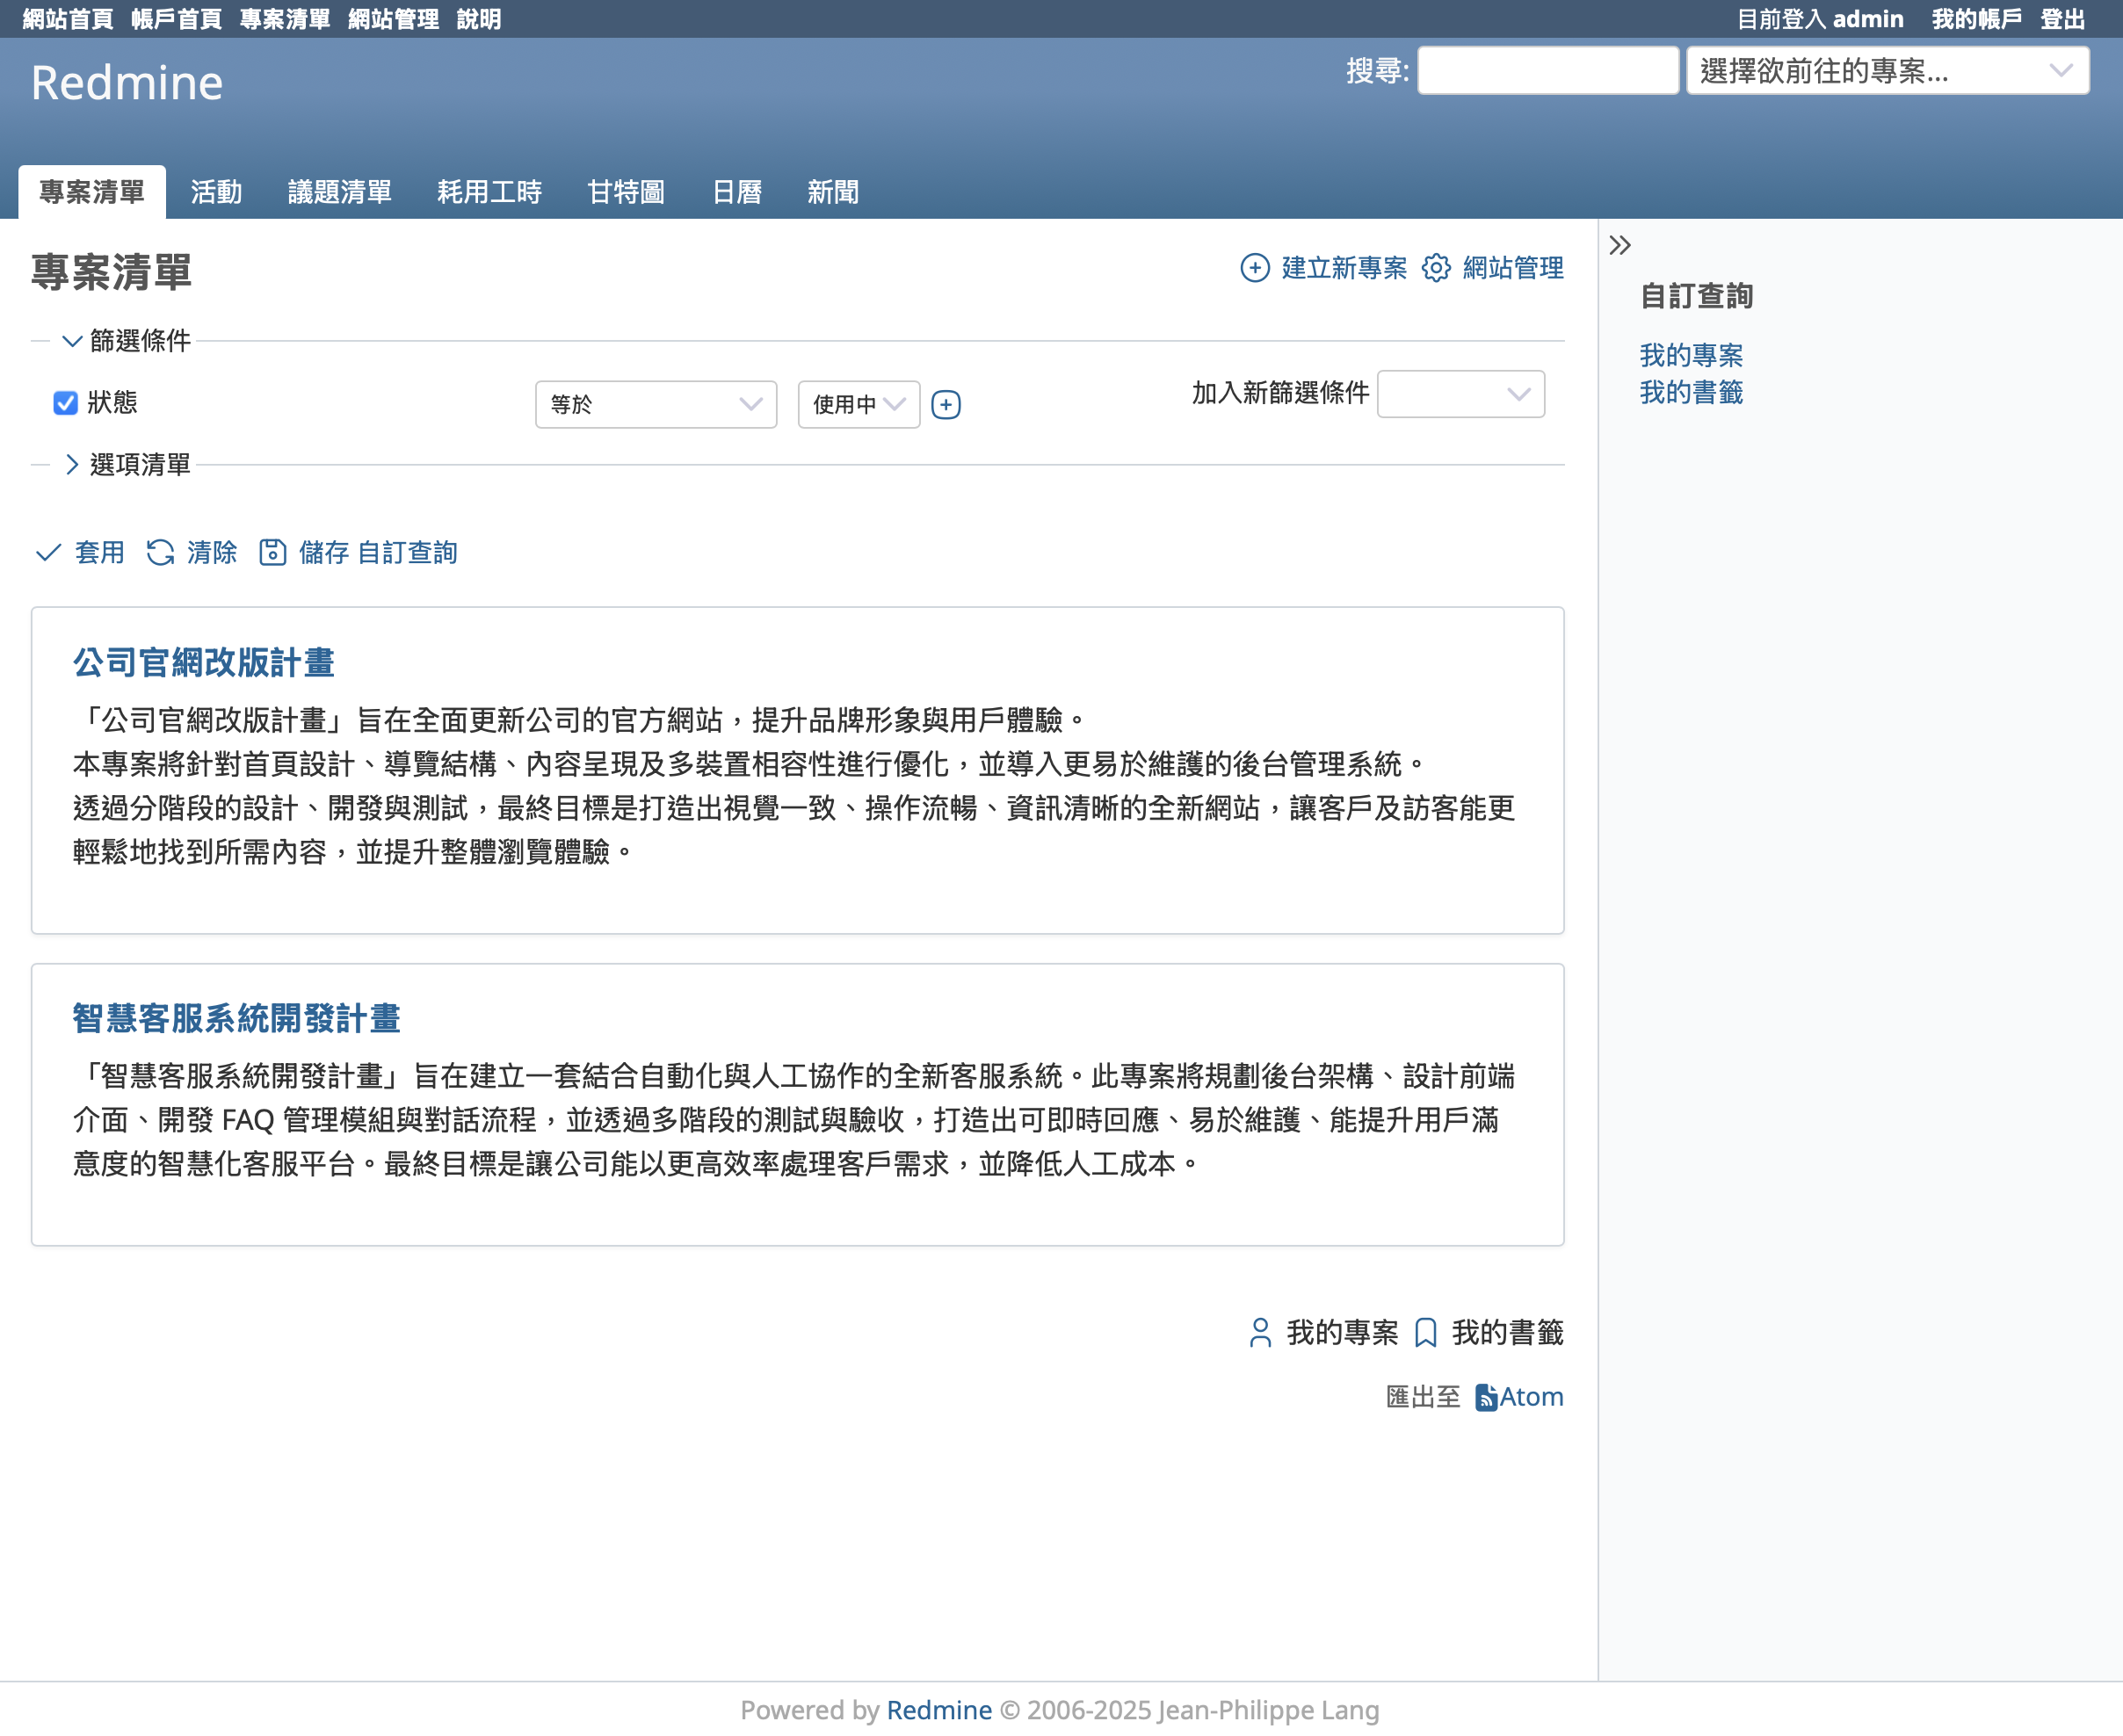 網站首頁 帳戶首頁 專案清單 網站管理 說明
目前登入 admin 我的帳戶 登出
Redmine
搜尋: 選擇欲前往的專案...
專案清單 活動 議題清單 耗用工時 甘特圖 日曆 新聞
專案清單
建立新專案 網站管理
篩選條件
狀態 等於 使用中 加入新篩選條件
選項清單
套用 清除 儲存 自訂查詢
公司官網改版計畫
「公司官網改版計畫」旨在全面更新公司的官方網站，提升品牌形象與用戶體驗。
本專案將針對首頁設計、導覽結構、內容呈現及多裝置相容性進行優化，並導入更易於維護的後台管理系統。
透過分階段的設計、開發與測試，最終目標是打造出視覺一致、操作流暢、資訊清晰的全新網站，讓客戶及訪客能更
輕鬆地找到所需內容，並提升整體瀏覽體驗。
智慧客服系統開發計畫
「智慧客服系統開發計畫」旨在建立一套結合自動化與人工協作的全新客服系統。此專案將規劃後台架構、設計前端
介面、開發 FAQ 管理模組與對話流程，並透過多階段的測試與驗收，打造出可即時回應、易於維護、能提升用戶滿
意度的智慧化客服平台。最終目標是讓公司能以更高效率處理客戶需求，並降低人工成本。
我的專案 我的書籤
匯出至 Atom
自訂查詢
我的專案
我的書籤
Powered by Redmine © 2006-2025 Jean-Philippe Lang